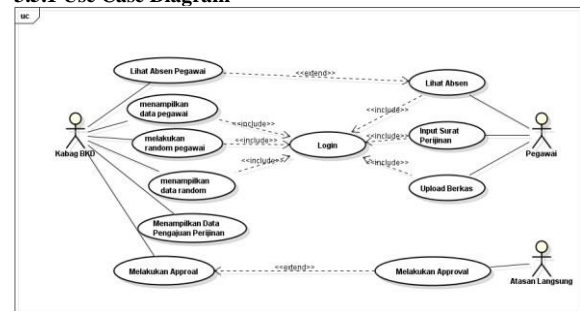 3.3.1 Use Case Diagram
uc
Lihat Absen Pegawai
<<extend>>
Lihat Absen
menampilkan
data pegawai
<<include>>
<<include>>
melakukan
random pegawai
<<include>>
Login
<<include>>
Input Surat
Perijinan
Kabag BKD
Pegawai
menampilkan
data random
<<include>>
<<include>>
Upload Berkas
Menampilkan Data
Pengajuan Perijinan
Melakukan Approal
<<extend>>
Melakukan Approval
Atasan Langsung